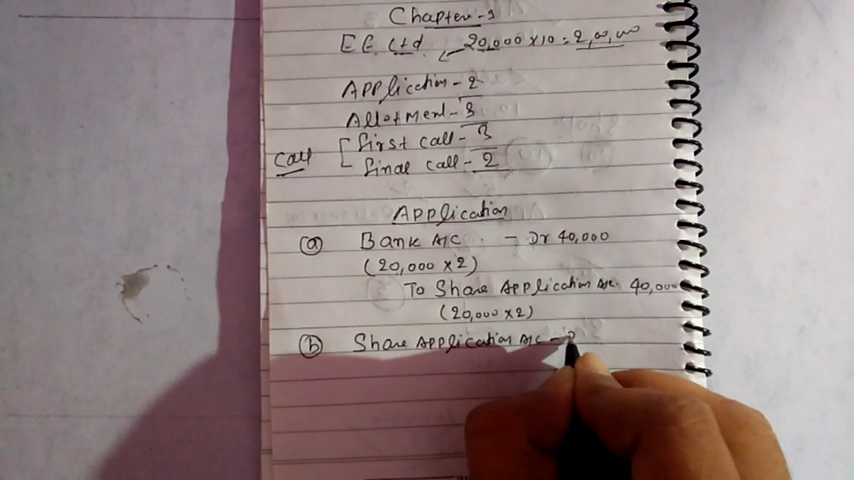 Chapter-1
EE Ltd 20,000 × 10 = 2,00,000
Application - 2
Allotment - 3
Call
first call - 3
final call - 2
Application
(a) Bank A/C - Dr 40,000
(20,000 × 2)
To Share Application A/c 40,000
(20,000 × 2)
(b) Share Application A/C -